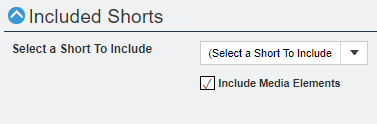 Included Shorts
Select a Short To Include
(Select a Short To Include
Include Media Elements